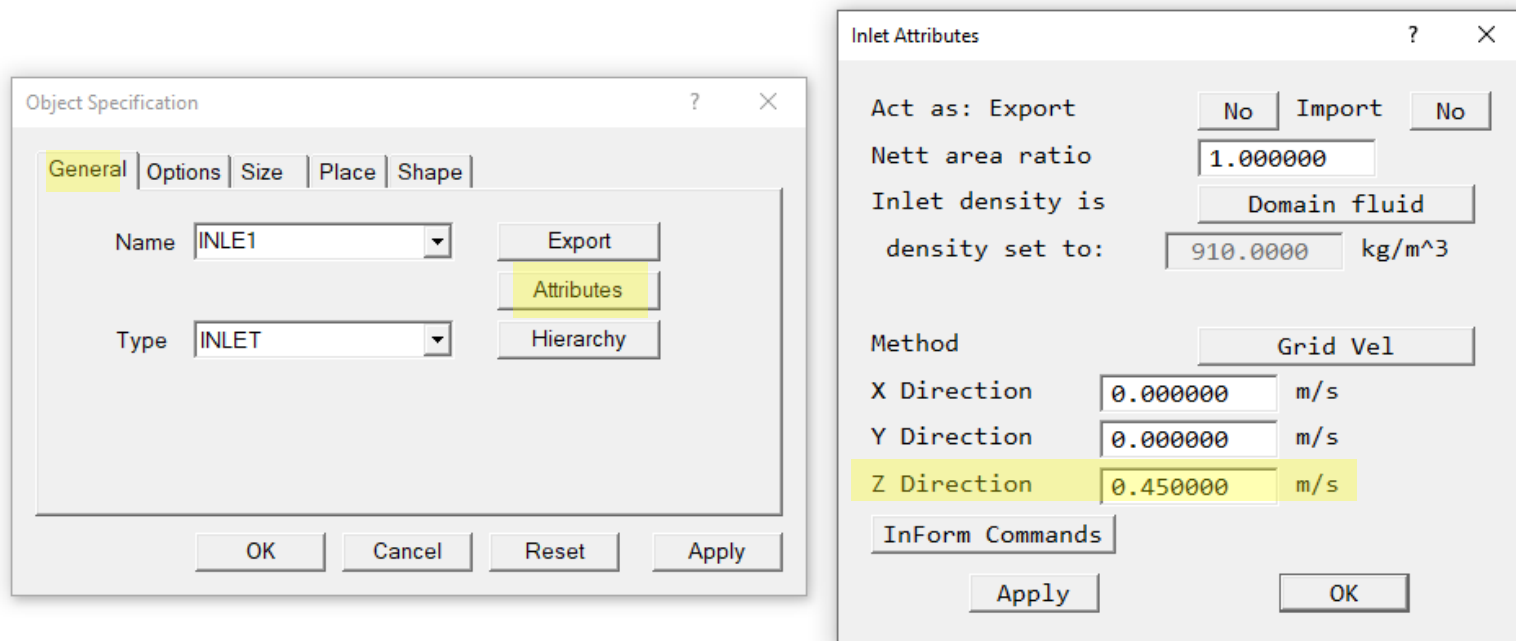 Object Specification ? ×
General Options Size Place Shape
Name INLE1 Export
Attributes
Type INLET Hierarchy
OK Cancel Reset Apply
Inlet Attributes ? ×
Act as: Export No Import No
Nett area ratio 1.000000
Inlet density is Domain fluid
density set to: 910.0000 kg/m^3
Method Grid Vel
X Direction 0.000000 m/s
Y Direction 0.000000 m/s
Z Direction 0.450000 m/s
InForm Commands
Apply OK